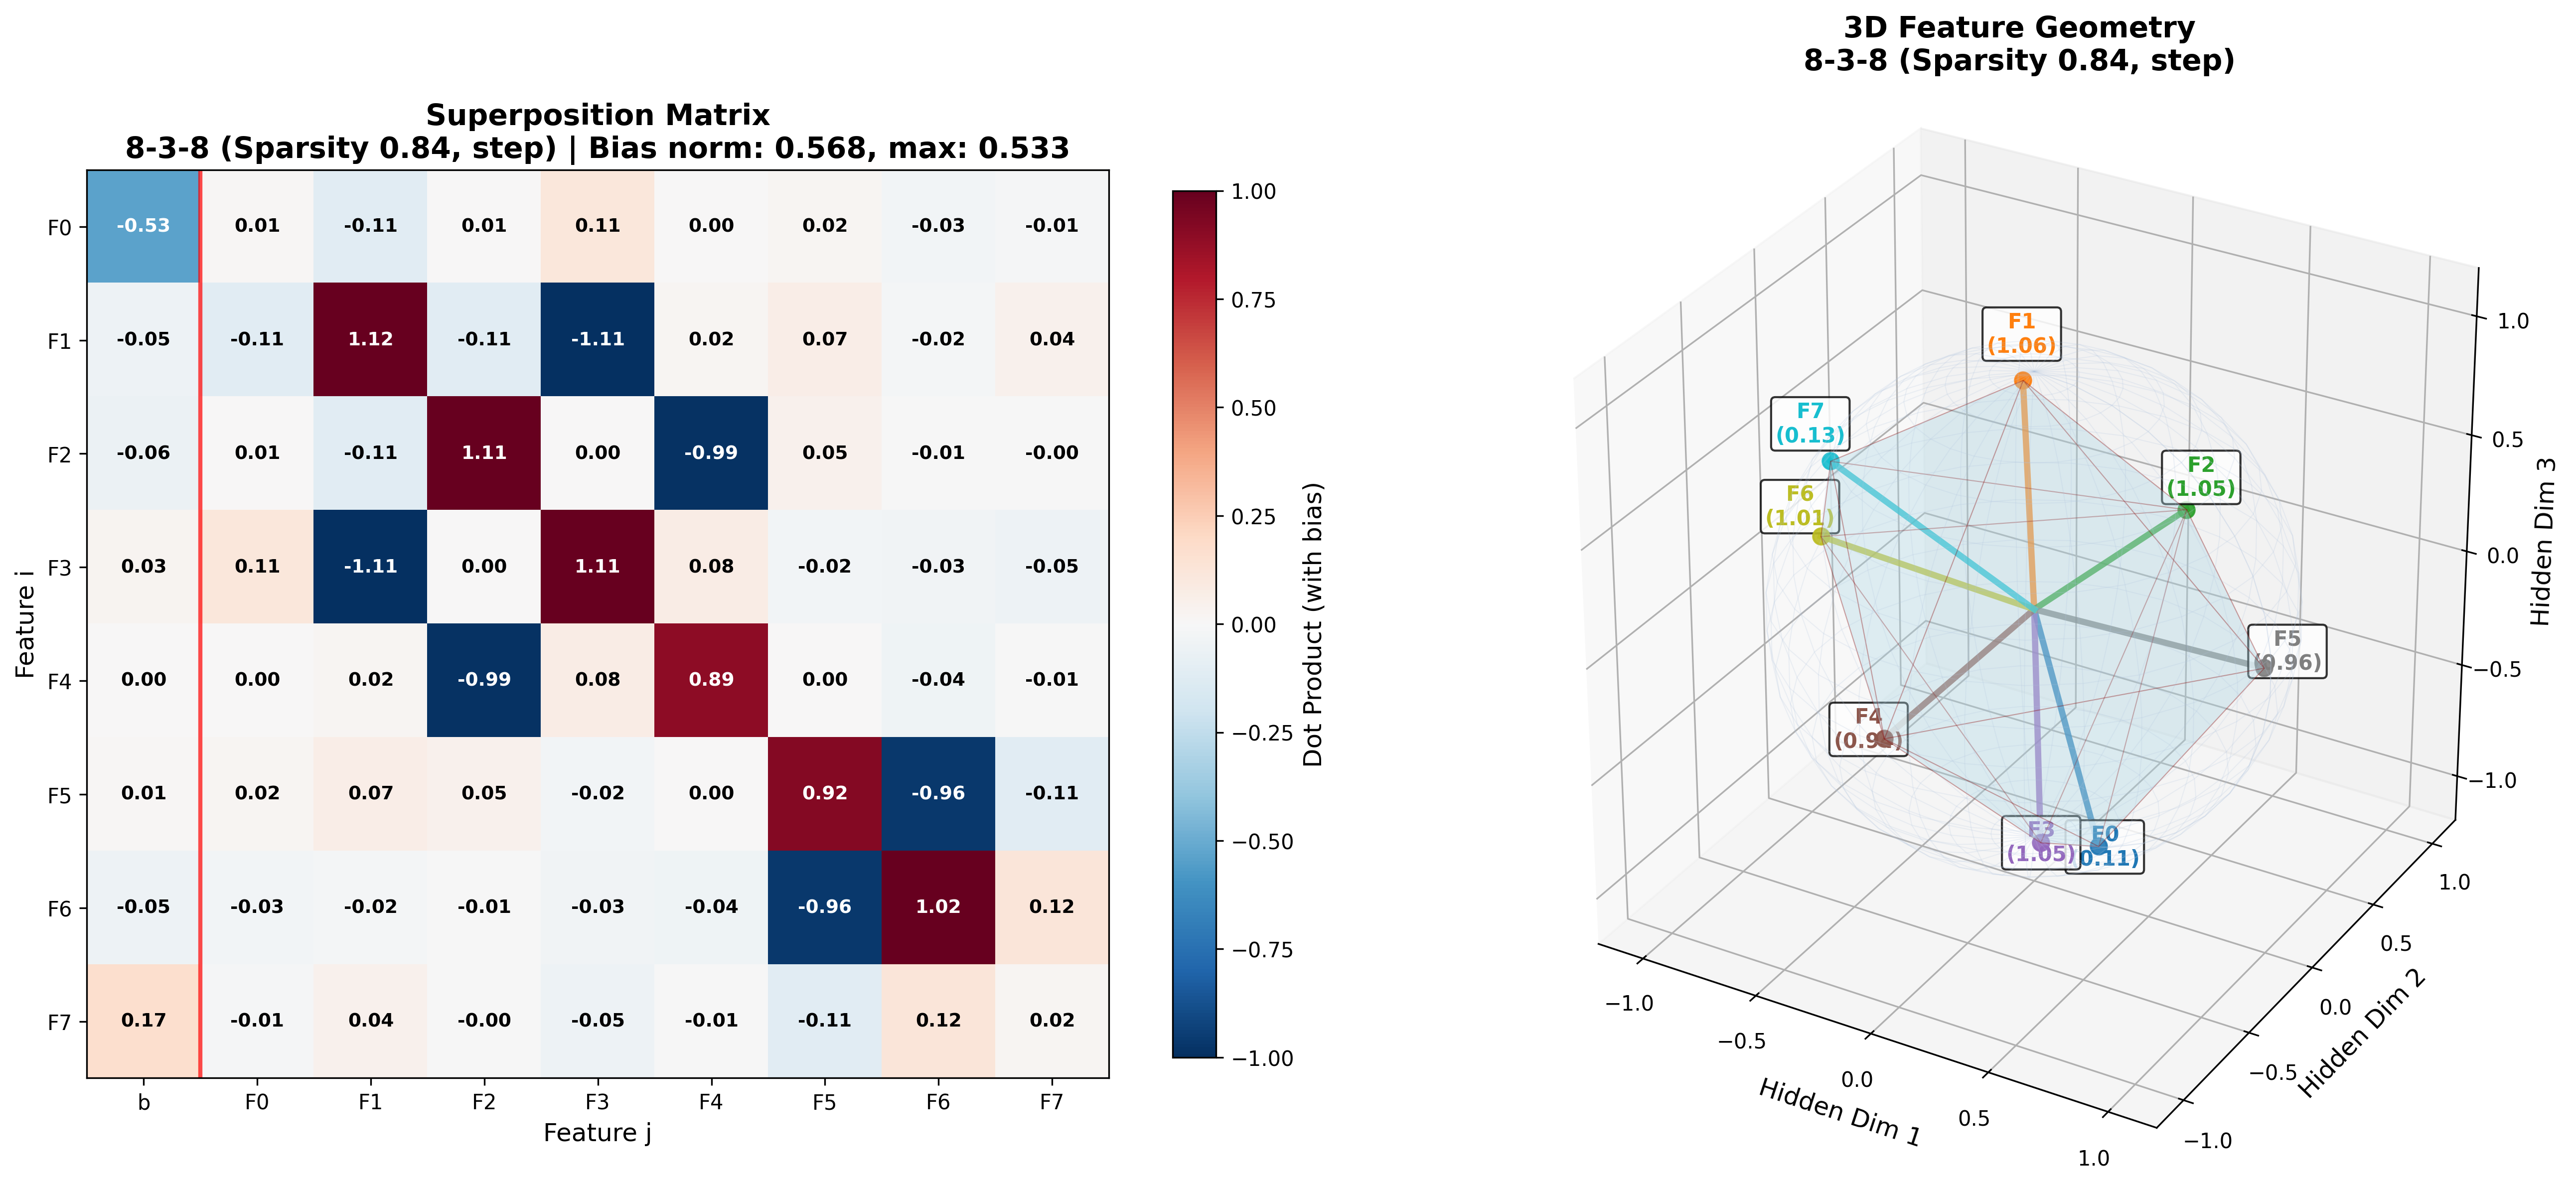 Superposition Matrix
8-3-8 (Sparsity 0.84, step) | Bias norm: 0.568, max: 0.533
F0 -0.53 0.01 -0.11 0.01 0.11 0.00 0.02 -0.03 -0.01
F1 -0.05 -0.11 1.12 -0.11 -1.11 0.02 0.07 -0.02 0.04
F2 -0.06 0.01 -0.11 1.11 0.00 -0.99 0.05 -0.01 -0.00
F3 0.03 0.11 -1.11 0.00 1.11 0.08 -0.02 -0.03 -0.05
F4 0.00 0.00 0.02 -0.99 0.08 0.89 0.00 -0.04 -0.01
F5 0.01 0.02 0.07 0.05 -0.02 0.00 0.92 -0.96 -0.11
F6 -0.05 -0.03 -0.02 -0.01 -0.03 -0.04 -0.96 1.02 0.12
F7 0.17 -0.01 0.04 -0.00 -0.05 -0.01 -0.11 0.12 0.02
b F0 F1 F2 F3 F4 F5 F6 F7
Feature j
Feature i
1.00
0.75
0.50
0.25
0.00
−0.25
−0.50
−0.75
−1.00
Dot Product (with bias)
3D Feature Geometry
8-3-8 (Sparsity 0.84, step)
F1
(1.06)
F7
(0.13)
F2
(1.05)
F6
(1.01)
F5
(0.96)
F4
F3
(1.05)
F0
0.11)
1.0
0.5
0.0
−0.5
−1.0
Hidden Dim 3
1.0
0.5
0.0
−0.5
−1.0
Hidden Dim 2
−1.0
−0.5
0.0
0.5
1.0
Hidden Dim 1